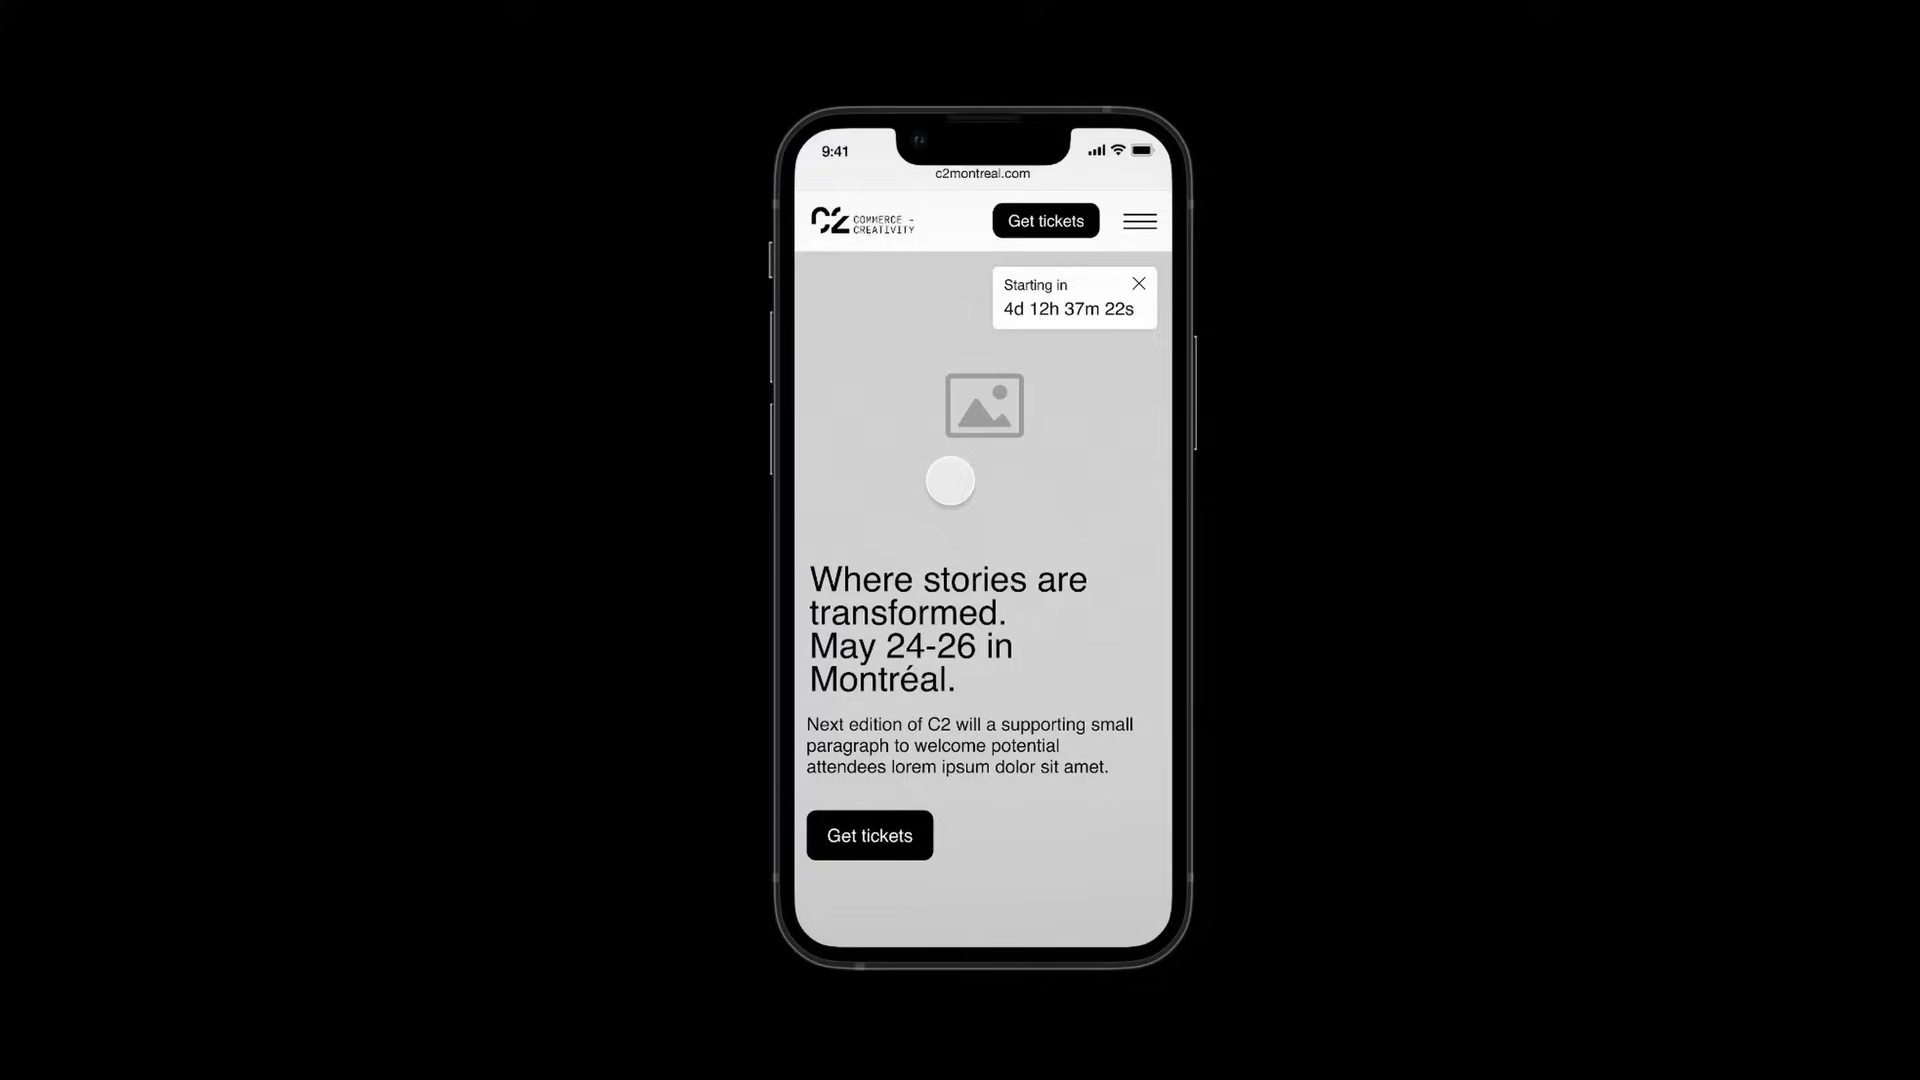 9:41
c2montreal.com
C2 COMMERCE -
CREATIVITY
Get tickets
Starting in
4d 12h 37m 22s
Where stories are
transformed.
May 24-26 in
Montréal.
Next edition of C2 will a supporting small
paragraph to welcome potential
attendees lorem ipsum dolor sit amet.
Get tickets